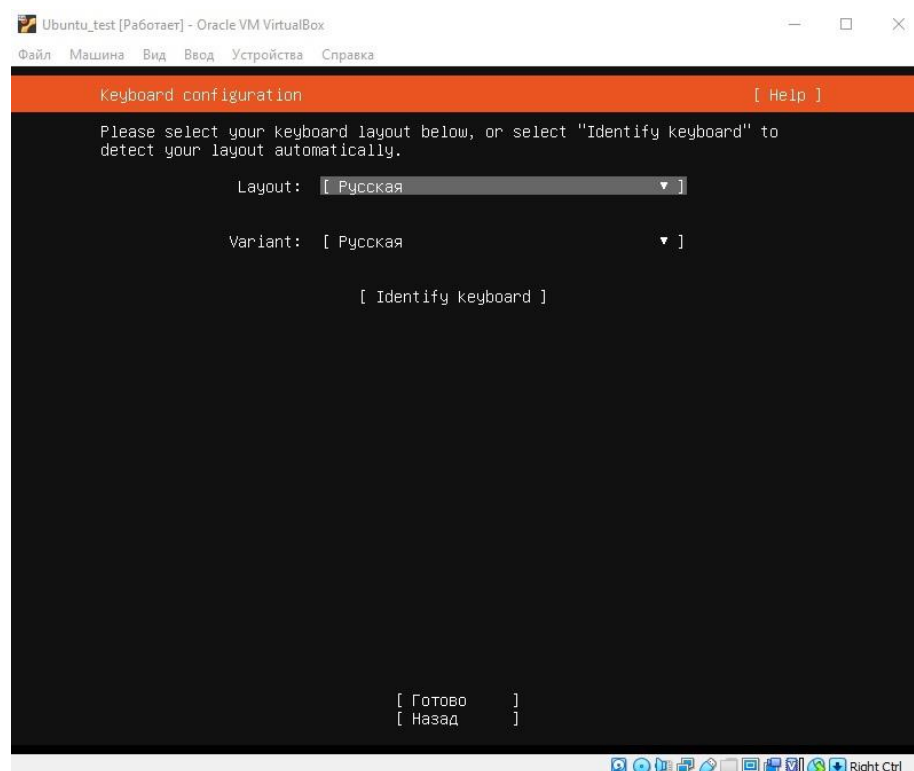 Ubuntu_test [Работает] - Oracle VM VirtualBox
Файл Машина Вид Ввод Устройства Справка
Keyboard configuration [ Help ]
Please select your keyboard layout below, or select "Identify keyboard" to
detect your layout automatically.
Layout: [ Русская ▼ ]
Variant: [ Русская ▼ ]
[ Identify keyboard ]
[ Готово ]
[ Назад ]
Right Ctrl